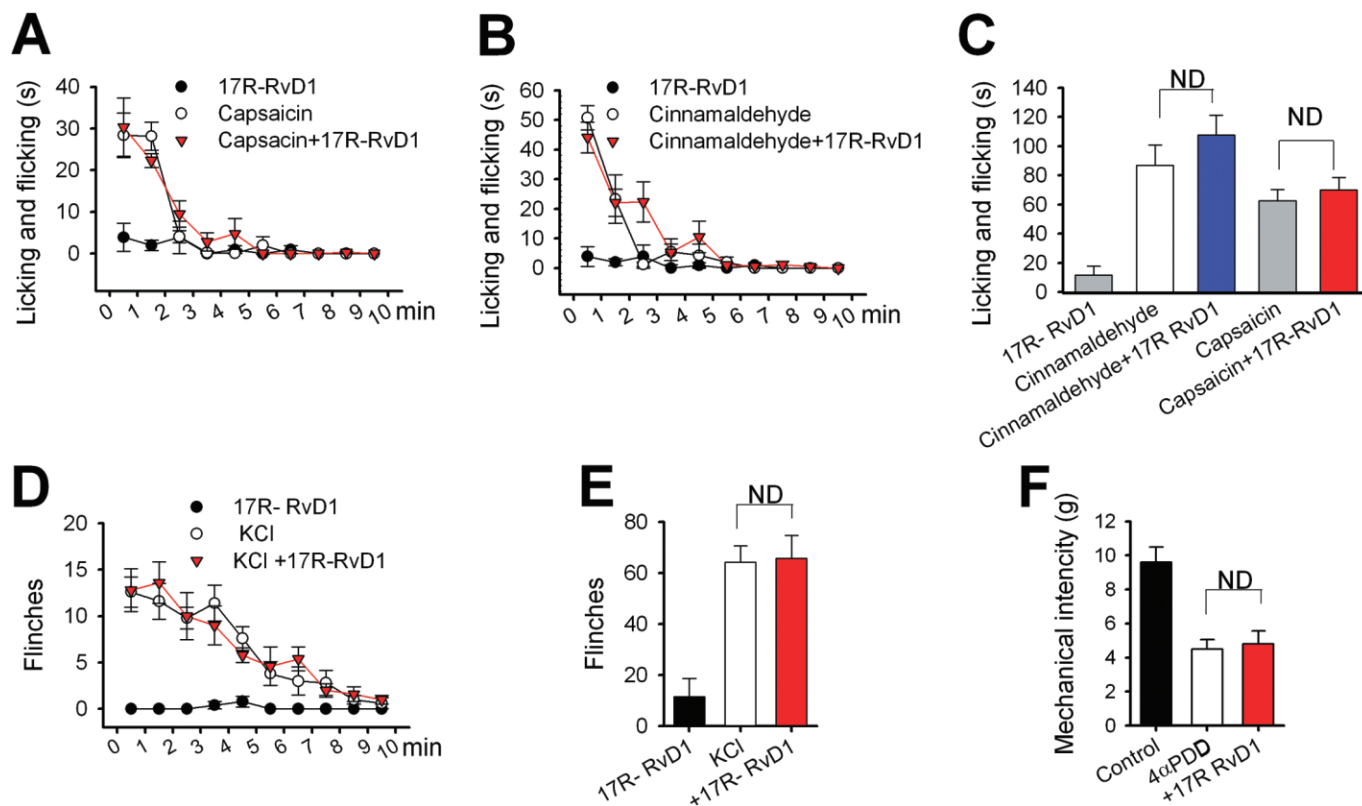 A
Licking and flicking (s)
40
30
20
10
0
17R-RvD1
Capsaicin
Capsacin+17R-RvD1
0 1 2 3 4 5 6 7 8 9 10 min
B
Licking and flicking (s)
60
50
40
30
20
10
0
17R-RvD1
Cinnamaldehyde
Cinnamaldehyde+17R-RvD1
0 1 2 3 4 5 6 7 8 9 10 min
C
Licking and flicking (s)
140
120
100
80
60
40
20
0
ND
ND
17R- RvD1
Cinnamaldehyde
Cinnamaldehyde+17R RvD1
Capsaicin
Capsaicin+17R-RvD1
D
Flinches
20
15
10
5
0
17R- RvD1
KCl
KCl +17R-RvD1
0 1 2 3 4 5 6 7 8 9 10 min
E
Flinches
80
60
40
20
0
ND
17R- RvD1
KCl
+17R- RvD1
F
Mechanical intencity (g)
12
10
8
6
4
2
0
ND
Control
4αPDD
+17R RvD1